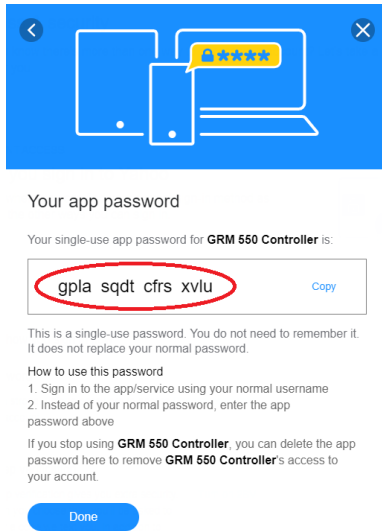 ****
Your app password
Your single-use app password for GRM 550 Controller is:
gpla sqdt cfrs xvlu
Copy
This is a single-use password. You do not need to remember it.
It does not replace your normal password.
How to use this password
1. Sign in to the app/service using your normal username
2. Instead of your normal password, enter the app
password above
If you stop using GRM 550 Controller, you can delete the app
password here to remove GRM 550 Controller's access to
your account.
Done